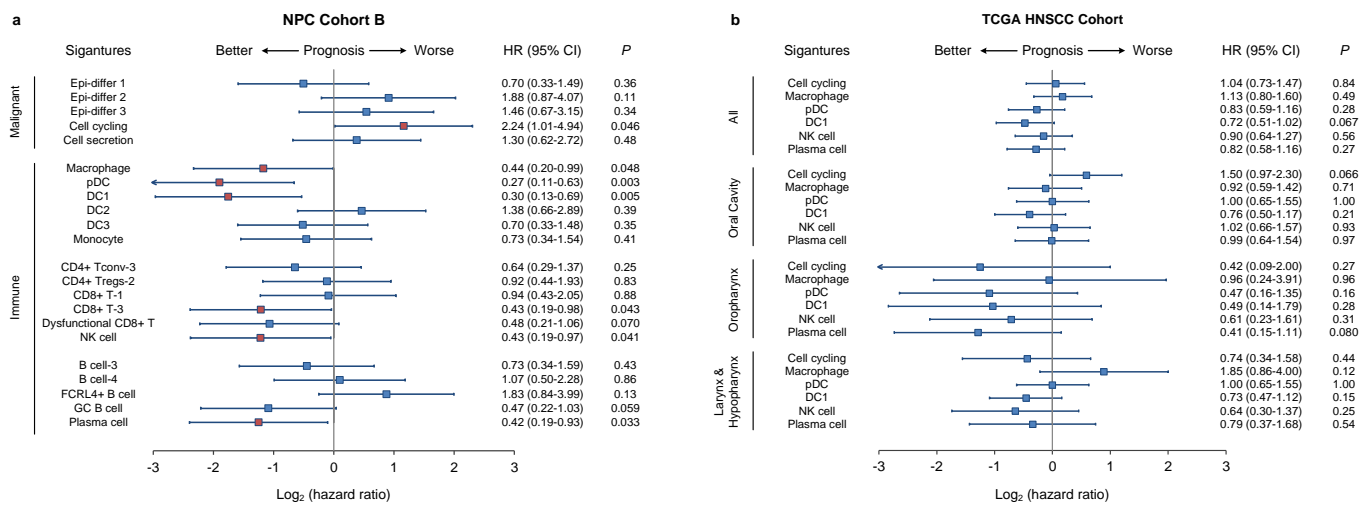 a
NPC Cohort B
Sigantures Better Prognosis Worse HR (95% CI) P
Malignant
Epi-differ 1 0.70 (0.33-1.49) 0.36
Epi-differ 2 1.88 (0.87-4.07) 0.11
Epi-differ 3 1.46 (0.67-3.15) 0.34
Cell cycling 2.24 (1.01-4.94) 0.046
Cell secretion 1.30 (0.62-2.72) 0.48
Immune
Macrophage 0.44 (0.20-0.99) 0.048
pDC 0.27 (0.11-0.63) 0.003
DC1 0.30 (0.13-0.69) 0.005
DC2 1.38 (0.66-2.89) 0.39
DC3 0.70 (0.33-1.48) 0.35
Monocyte 0.73 (0.34-1.54) 0.41
CD4+ Tconv-3 0.64 (0.29-1.37) 0.25
CD4+ Tregs-2 0.92 (0.44-1.93) 0.83
CD8+ T-1 0.94 (0.43-2.05) 0.88
CD8+ T-3 0.43 (0.19-0.98) 0.043
Dysfunctional CD8+ T 0.48 (0.21-1.06) 0.070
NK cell 0.43 (0.19-0.97) 0.041
B cell-3 0.73 (0.34-1.59) 0.43
B cell-4 1.07 (0.50-2.28) 0.86
FCRL4+ B cell 1.83 (0.84-3.99) 0.13
GC B cell 0.47 (0.22-1.03) 0.059
Plasma cell 0.42 (0.19-0.93) 0.033
-3 -2 -1 0 1 2 3
Log₂ (hazard ratio)
b
TCGA HNSCC Cohort
Sigantures Better Prognosis Worse HR (95% CI) P
All
Cell cycling 1.04 (0.73-1.47) 0.84
Macrophage 1.13 (0.80-1.60) 0.49
pDC 0.83 (0.59-1.16) 0.28
DC1 0.72 (0.51-1.02) 0.067
NK cell 0.90 (0.64-1.27) 0.56
Plasma cell 0.82 (0.58-1.16) 0.27
Oral Cavity
Cell cycling 1.50 (0.97-2.30) 0.066
Macrophage 0.92 (0.59-1.42) 0.71
pDC 1.00 (0.65-1.55) 1.00
DC1 0.76 (0.50-1.17) 0.21
NK cell 1.02 (0.66-1.57) 0.93
Plasma cell 0.99 (0.64-1.54) 0.97
Oropharynx
Cell cycling 0.42 (0.09-2.00) 0.27
Macrophage 0.96 (0.24-3.91) 0.96
pDC 0.47 (0.16-1.35) 0.16
DC1 0.49 (0.14-1.79) 0.28
NK cell 0.61 (0.23-1.61) 0.31
Plasma cell 0.41 (0.15-1.11) 0.080
Larynx &
Hypopharynx
Cell cycling 0.74 (0.34-1.58) 0.44
Macrophage 1.85 (0.86-4.00) 0.12
pDC 1.00 (0.65-1.55) 1.00
DC1 0.73 (0.47-1.12) 0.15
NK cell 0.64 (0.30-1.37) 0.25
Plasma cell 0.79 (0.37-1.68) 0.54
-3 -2 -1 0 1 2 3
Log₂ (hazard ratio)